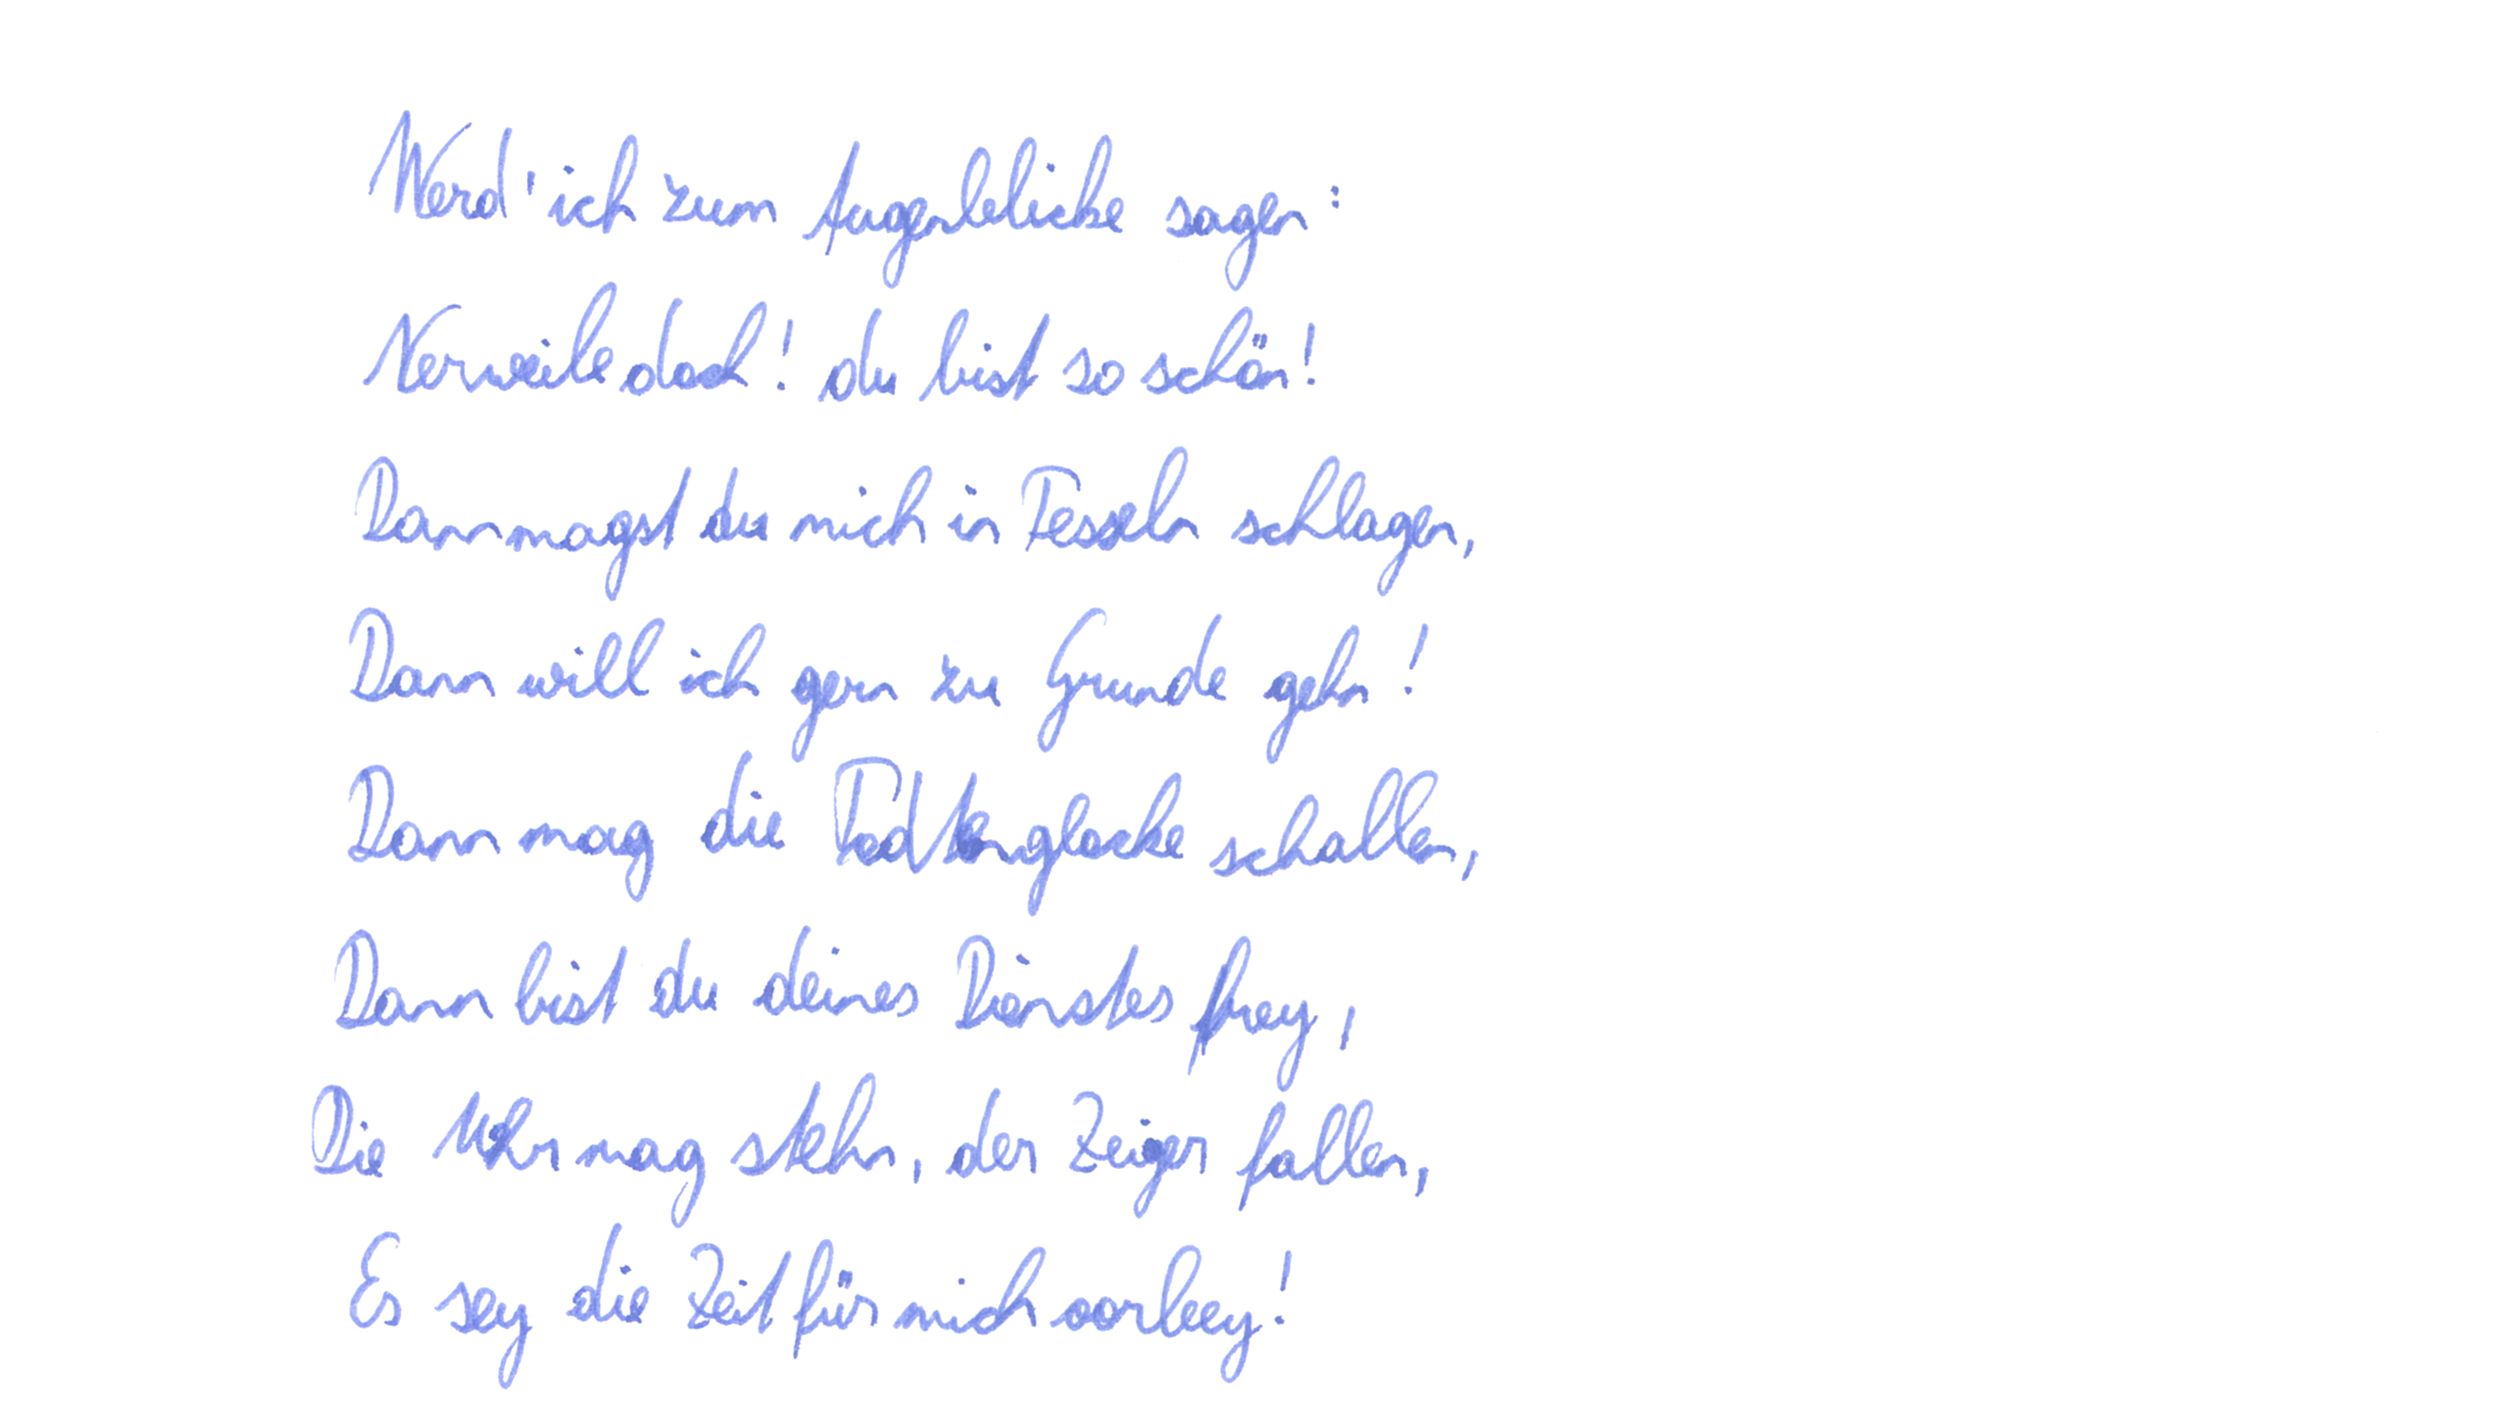 Werd' ich zum Augenblicke sagen:
Verweile doch! du bist so schön!
Dann magst du mich in Fesseln schlagen,
Dann will ich gern zu Grunde gehn!
Dann mag die Todtenglocke schallen,
Dann bist du deines Dienstes frey,
Die Uhr mag stehn, der Zeiger fallen,
Es sey die Zeit für mich vorbey!